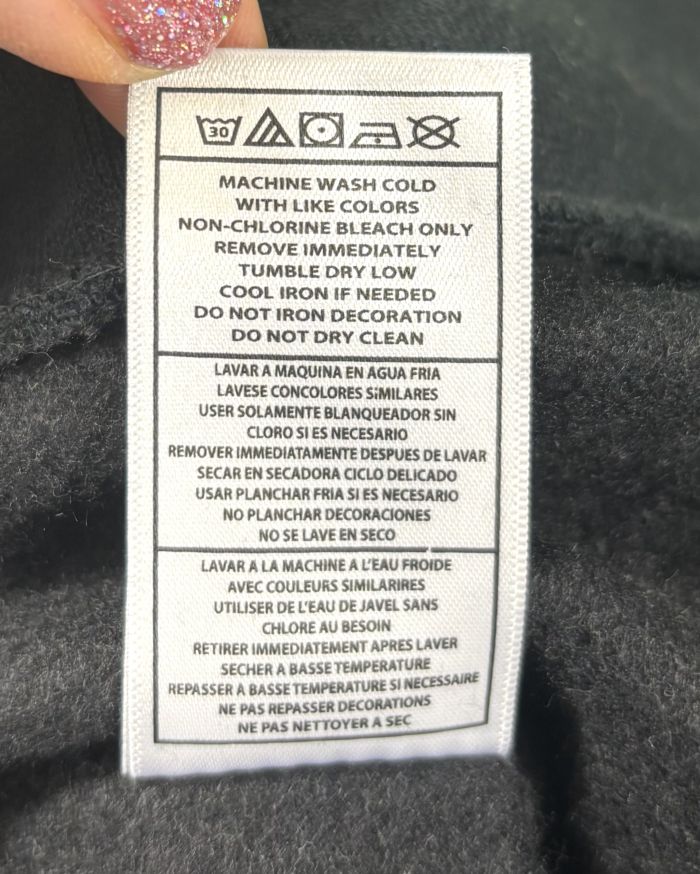 30
MACHINE WASH COLD
WITH LIKE COLORS
NON-CHLORINE BLEACH ONLY
REMOVE IMMEDIATELY
TUMBLE DRY LOW
COOL IRON IF NEEDED
DO NOT IRON DECORATION
DO NOT DRY CLEAN
LAVAR A MAQUINA EN AGUA FRIA
LAVESE CONCOLORES SiMILARES
USER SOLAMENTE BLANQUEADOR SIN
CLORO SI ES NECESARIO
REMOVER IMMEDIATAMENTE DESPUES DE LAVAR
SECAR EN SECADORA CICLO DELICADO
USAR PLANCHAR FRIA SI ES NECESARIO
NO PLANCHAR DECORACIONES
NO SE LAVE EN SECO
LAVAR A LA MACHINE A L'EAU FROIDE
AVEC COULEURS SIMILARIRES
UTILISER DE L'EAU DE JAVEL SANS
CHLORE AU BESOIN
RETIRER IMMEDIATEMENT APRES LAVER
SECHER A BASSE TEMPERATURE
REPASSER A BASSE TEMPERATURE SI NECESSAIRE
NE PAS REPASSER DECORATIONS
NE PAS NETTOYER A SEC